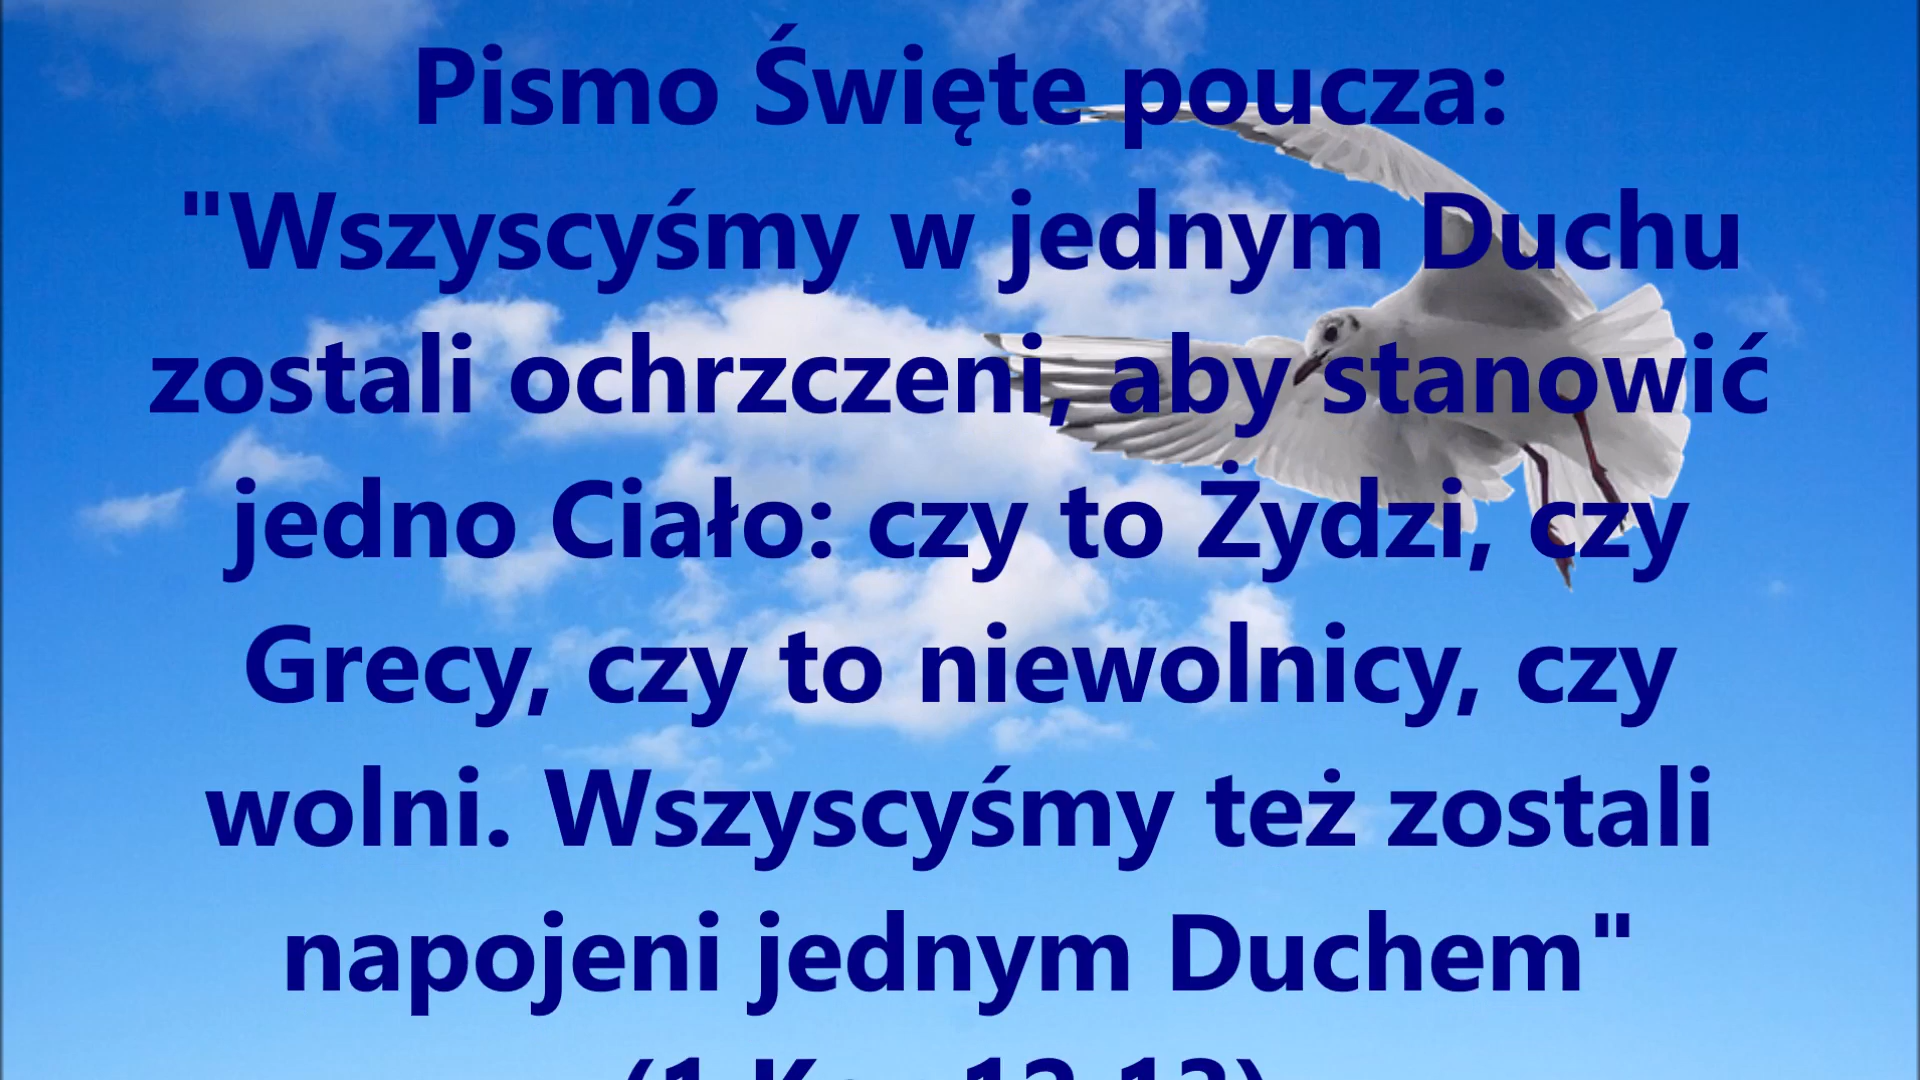 Pismo Święte poucza:
"Wszyscyśmy w jednym Duchu
zostali ochrzczeni, aby stanowić
jedno Ciało: czy to Żydzi, czy
Grecy, czy to niewolnicy, czy
wolni. Wszyscyśmy też zostali
napojeni jednym Duchem"